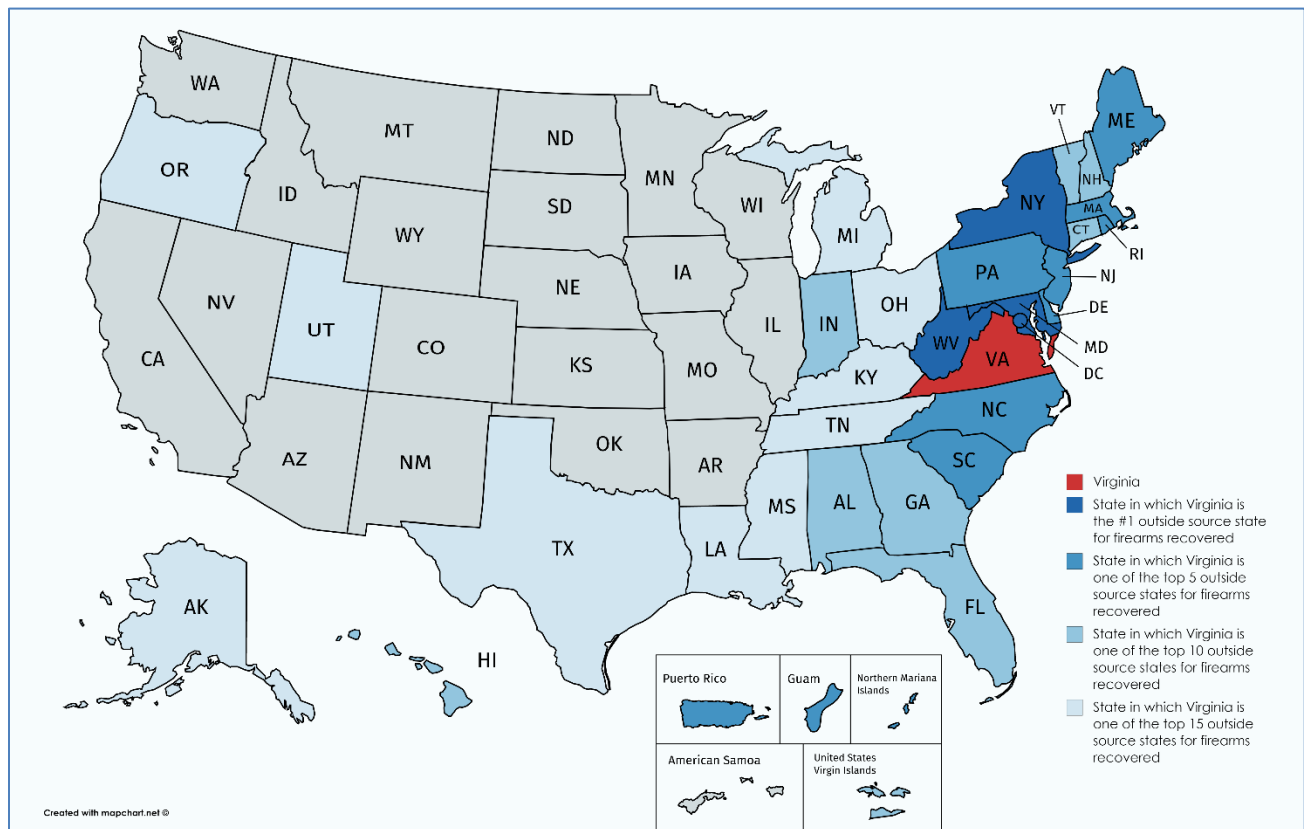 WA
MT
ND
MN
VT
ME
OR
ID
SD
WI
NH
NY
MA
WY
MI
CT
RI
IA
PA
NJ
NE
NV
OH
DE
UT
IL
IN
CO
WV
MD
CA
KS
MO
VA
DC
KY
NC
TN
OK
AZ
NM
AR
SC
MS
AL
GA
TX
LA
FL
AK
HI
Virginia
State in which Virginia is
the #1 outside source state
for firearms recovered
State in which Virginia is
one of the top 5 outside
source states for firearms
recovered
State in which Virginia is
one of the top 10 outside
source states for firearms
recovered
State in which Virginia is
one of the top 15 outside
source states for firearms
recovered
Puerto Rico
Guam
Northern Mariana
Islands
American Samoa
United States
Virgin Islands
Created with mapchart.net ©